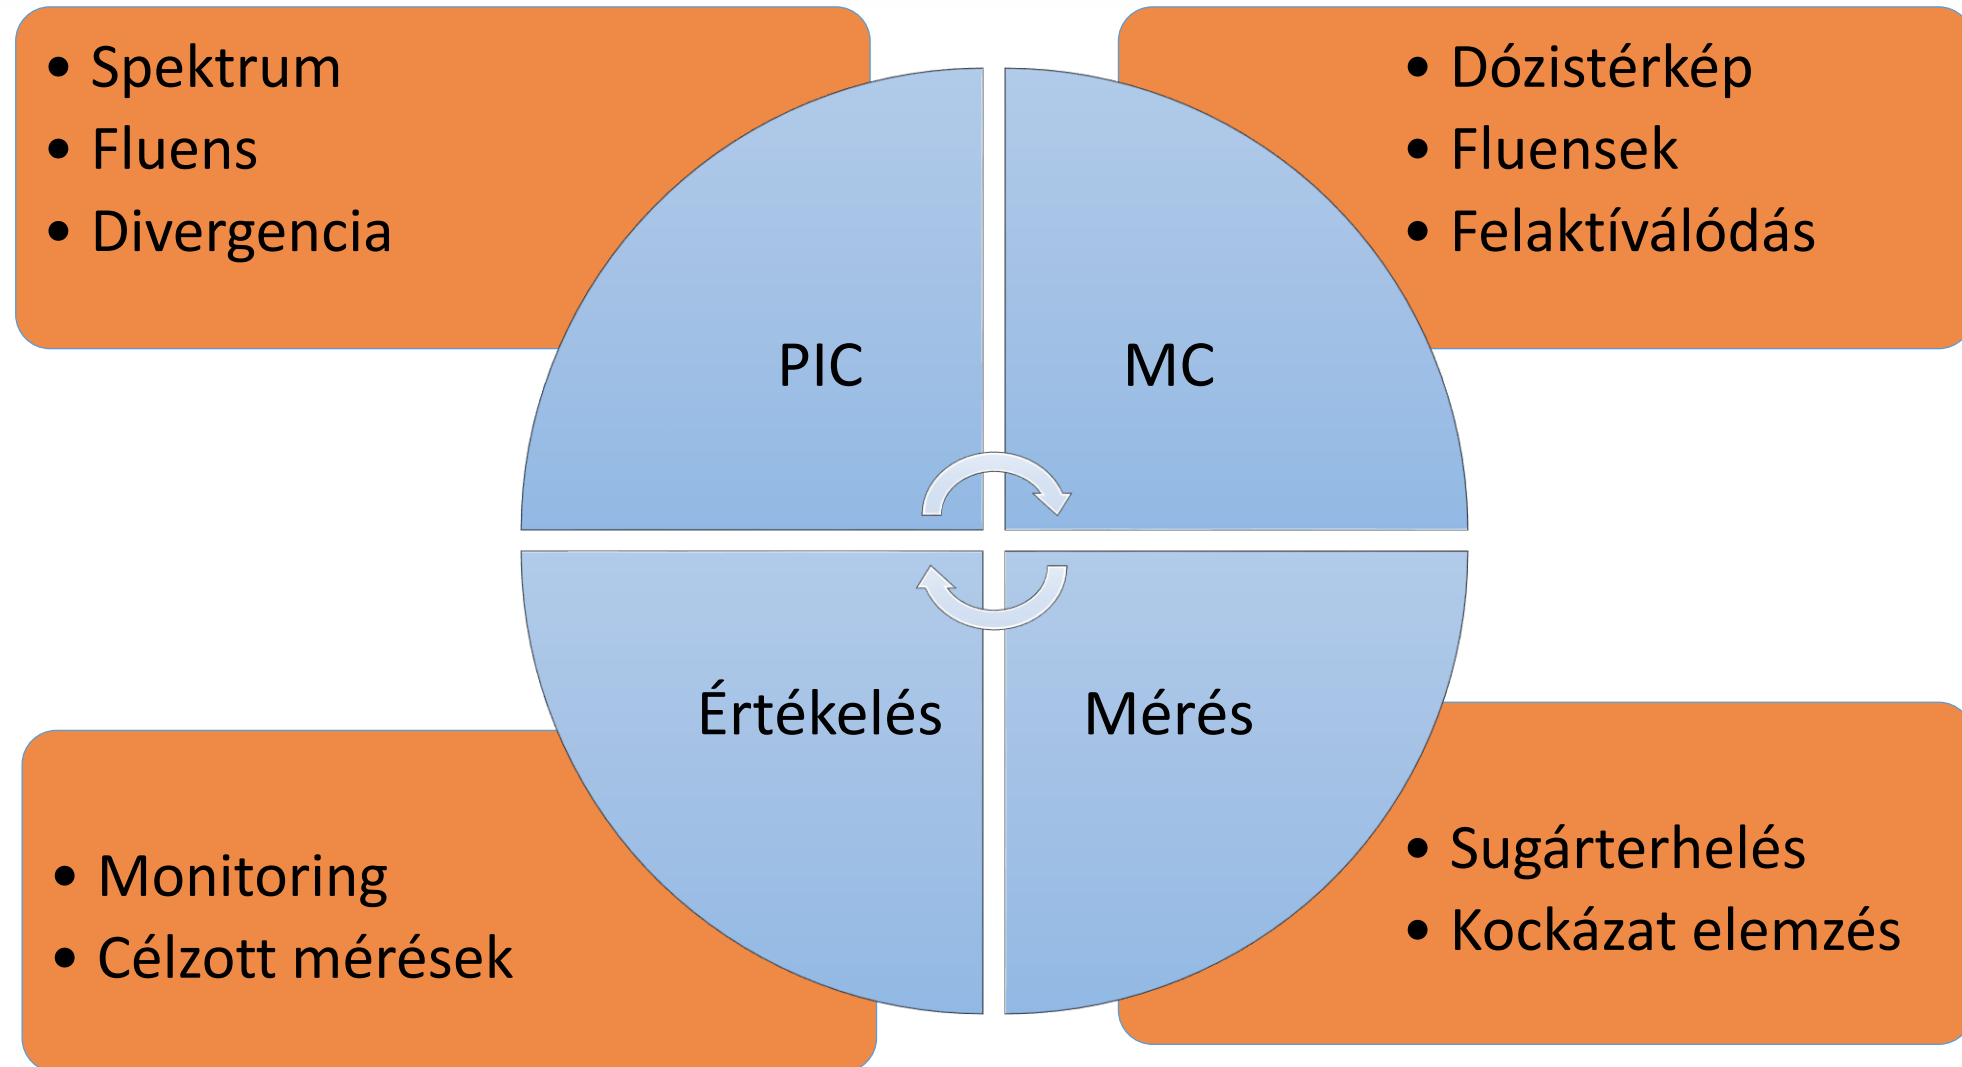 • Spektrum
• Fluens
• Divergencia
• Dózistérkép
• Fluensek
• Felaktíválódás
PIC
MC
Értékelés
Mérés
• Monitoring
• Célzott mérések
• Sugárterhelés
• Kockázat elemzés